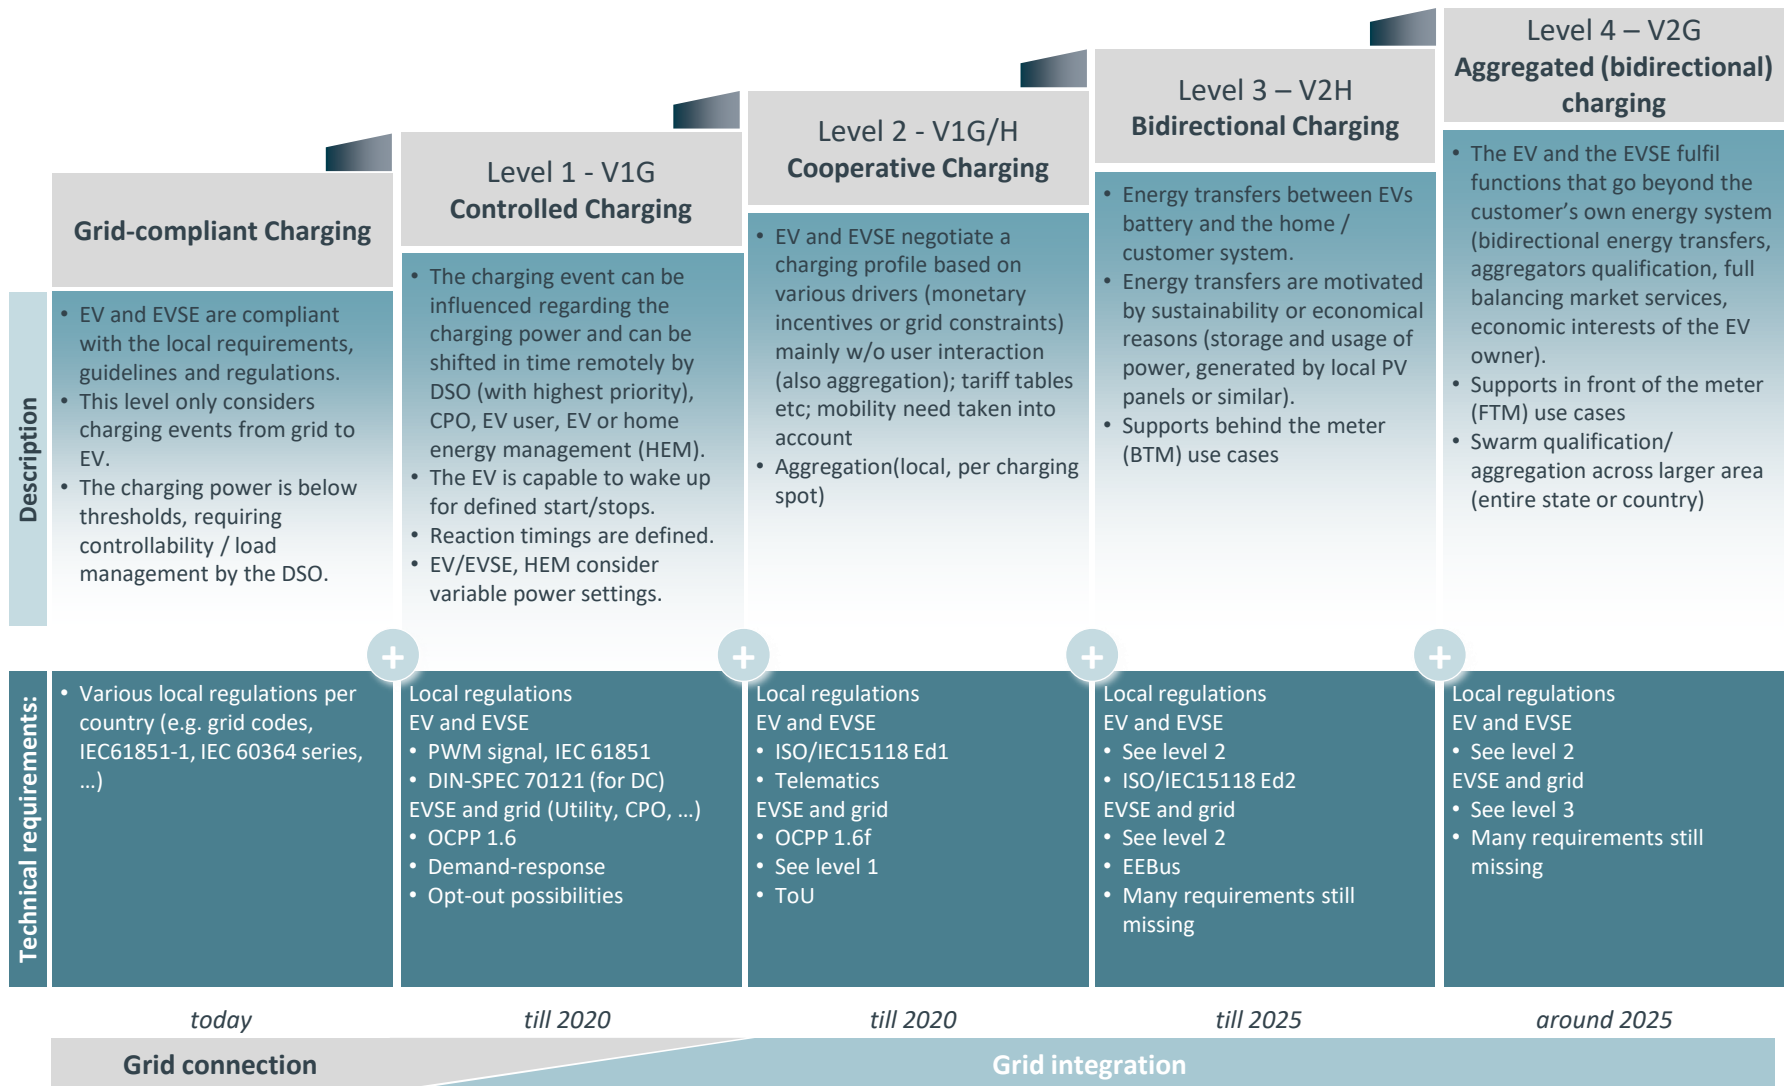 Grid-compliant Charging
Level 1 - V1G
Controlled Charging
Level 2 - V1G/H
Cooperative Charging
Level 3 – V2H
Bidirectional Charging
Level 4 – V2G
Aggregated (bidirectional)
charging
Description
• EV and EVSE are compliant
with the local requirements,
guidelines and regulations.
• This level only considers
charging events from grid to
EV.
• The charging power is below
thresholds, requiring
controllability / load
management by the DSO.
• The charging event can be
influenced regarding the
charging power and can be
shifted in time remotely by
DSO (with highest priority),
CPO, EV user, EV or home
energy management (HEM).
• The EV is capable to wake up
for defined start/stops.
• Reaction timings are defined.
• EV/EVSE, HEM consider
variable power settings.
• EV and EVSE negotiate a
charging profile based on
various drivers (monetary
incentives or grid constraints)
mainly w/o user interaction
(also aggregation); tariff tables
etc; mobility need taken into
account
• Aggregation(local, per charging
spot)
• Energy transfers between EVs
battery and the home /
customer system.
• Energy transfers are motivated
by sustainability or economical
reasons (storage and usage of
power, generated by local PV
panels or similar).
• Supports behind the meter
(BTM) use cases
• The EV and the EVSE fulfil
functions that go beyond the
customer’s own energy system
(bidirectional energy transfers,
aggregators qualification, full
balancing market services,
economic interests of the EV
owner).
• Supports in front of the meter
(FTM) use cases
• Swarm qualification/
aggregation across larger area
(entire state or country)
+
+
+
+
Technical requirements:
• Various local regulations per
country (e.g. grid codes,
IEC61851-1, IEC 60364 series,
…)
Local regulations
EV and EVSE
• PWM signal, IEC 61851
• DIN-SPEC 70121 (for DC)
EVSE and grid (Utility, CPO, …)
• OCPP 1.6
• Demand-response
• Opt-out possibilities
Local regulations
EV and EVSE
• ISO/IEC15118 Ed1
• Telematics
EVSE and grid
• OCPP 1.6f
• See level 1
• ToU
Local regulations
EV and EVSE
• See level 2
• ISO/IEC15118 Ed2
EVSE and grid
• See level 2
• EEBus
• Many requirements still
missing
Local regulations
EV and EVSE
• See level 2
EVSE and grid
• See level 3
• Many requirements still
missing
today
till 2020
till 2020
till 2025
around 2025
Grid connection
Grid integration